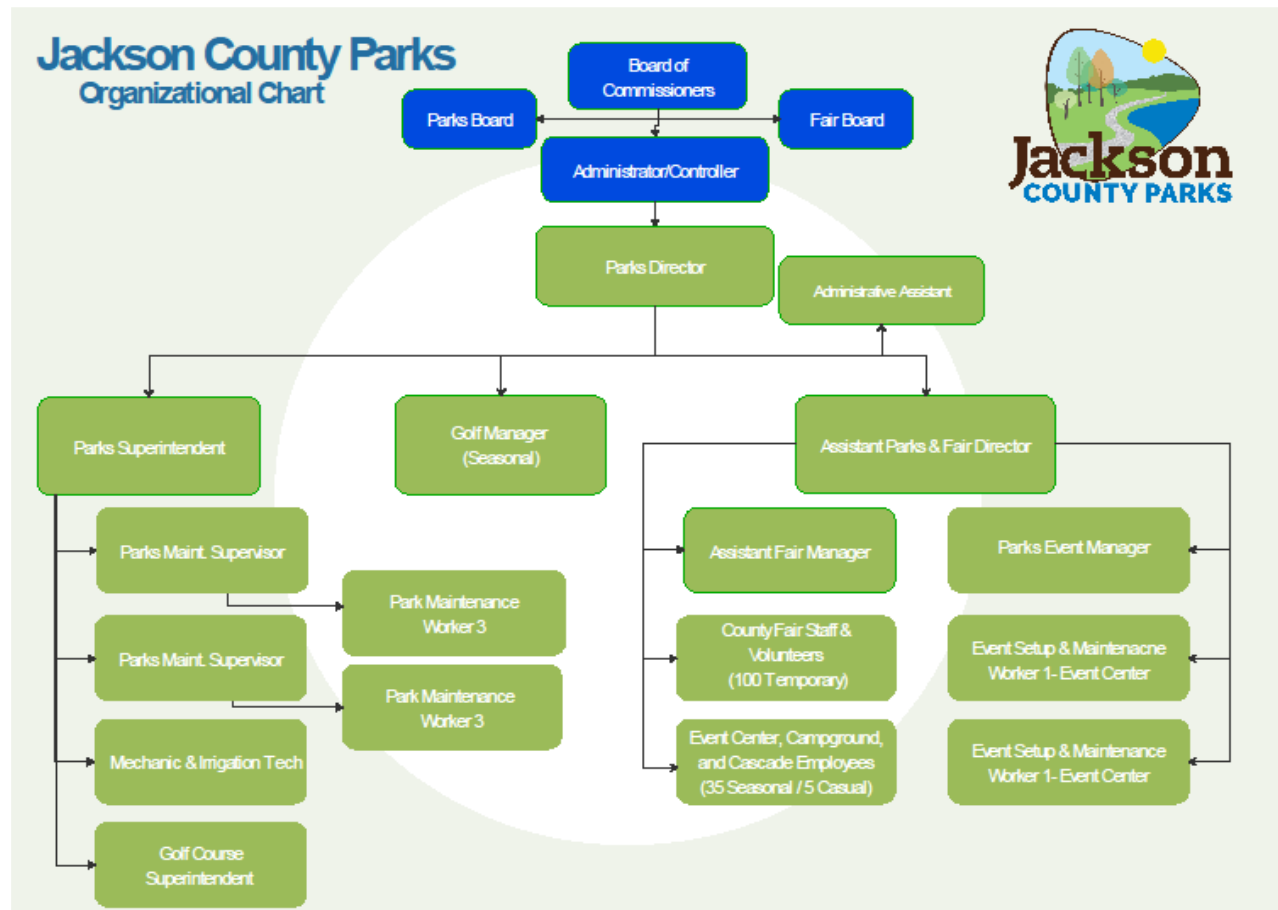 Jackson County Parks
Organizational Chart
Board of
Commissioners
Parks Board
Fair Board
Administrator/Controller
Jackson
COUNTY PARKS
Parks Director
Administrative Assistant
Parks Superintendent
Golf Manager
(Seasonal)
Assistant Parks & Fair Director
Parks Maint. Supervisor
Park Maintenance
Worker 3
Parks Maint. Supervisor
Park Maintenance
Worker 3
Mechanic & Irrigation Tech
Golf Course
Superintendent
Assistant Fair Manager
County Fair Staff &
Volunteers
(100 Temporary)
Event Center, Campground,
and Cascade Employees
(35 Seasonal / 5 Casual)
Parks Event Manager
Event Setup & Maintenacne
Worker 1- Event Center
Event Setup & Maintenance
Worker 1- Event Center